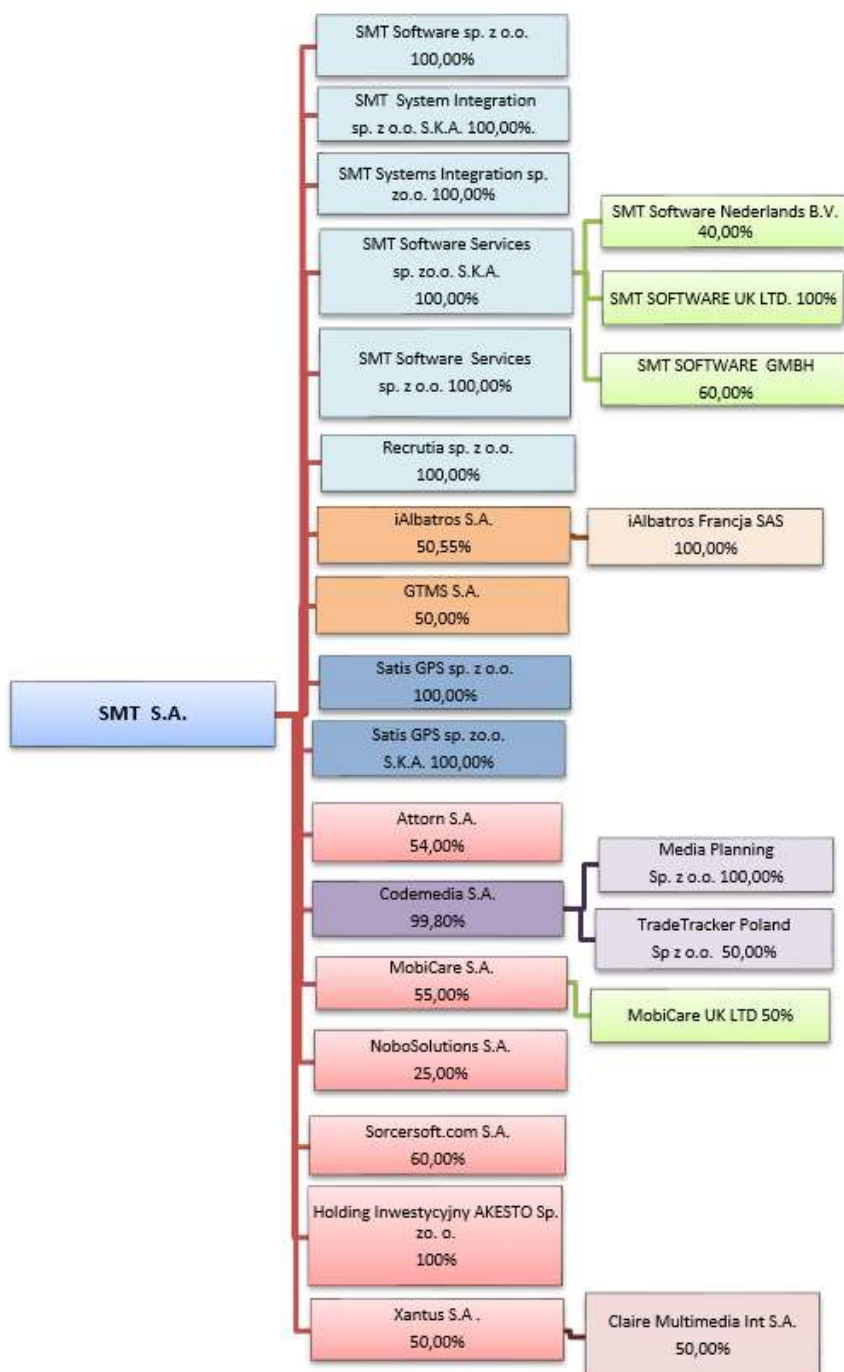 SMT Software sp. z o.o.
100,00%
SMT System Integration
sp. z o.o. S.K.A. 100,00%.
SMT Systems Integration sp.
zo.o. 100,00%
SMT Software Services
sp. zo.o. S.K.A.
100,00%
SMT Software Nederlands B.V.
40,00%
SMT SOFTWARE UK LTD. 100%
SMT SOFTWARE GMBH
60,00%
SMT Software Services
sp. z o.o. 100,00%
Recrutia sp. z o.o.
100,00%
iAlbatros S.A.
50,55%
iAlbatros Francja SAS
100,00%
GTMS S.A.
50,00%
Satis GPS sp. z o.o.
100,00%
SMT S.A.
Satis GPS sp. zo.o.
S.K.A. 100,00%
Attorn S.A.
54,00%
Codemedia S.A.
99,80%
Media Planning
Sp. z o.o. 100,00%
TradeTracker Poland
Sp z o.o. 50,00%
MobiCare S.A.
55,00%
MobiCare UK LTD 50%
NoboSolutions S.A.
25,00%
Sorcersoft.com S.A.
60,00%
Holding Inwestycyjny AKESTO Sp.
zo. o.
100%
Xantus S.A .
50,00%
Claire Multimedia Int S.A.
50,00%